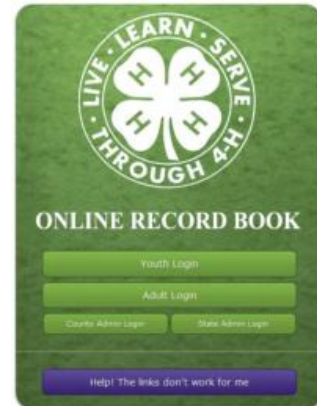 LIVE · LEARN · SERVE
· THROUGH 4-H ·
H H
H H
ONLINE RECORD BOOK
Youth Login
Adult Login
County Admin Login State Admin Login
Help! The links don't work for me